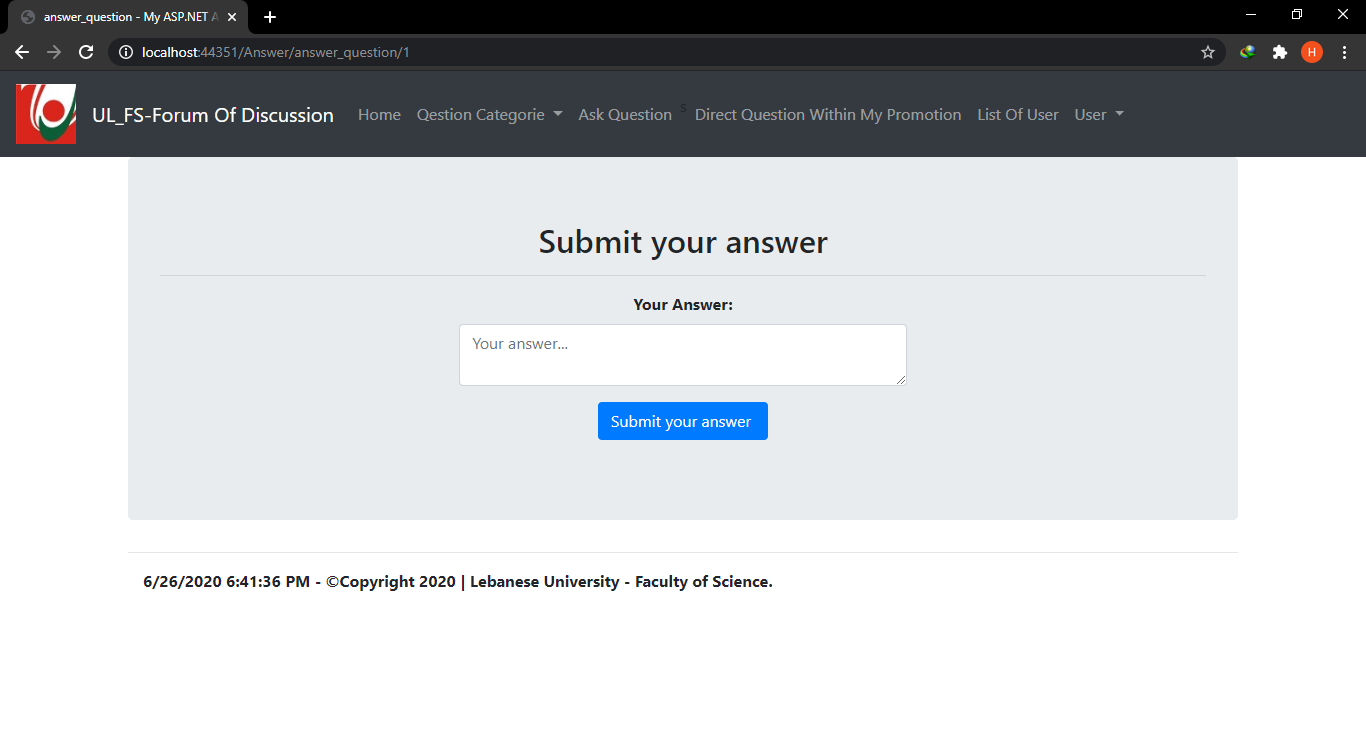 answer_question - My ASP.NET A
localhost:44351/Answer/answer_question/1
H
UL_FS-Forum Of Discussion Home Qestion Categorie Ask Question s Direct Question Within My Promotion List Of User User
Submit your answer
Your Answer:
Your answer...
Submit your answer
6/26/2020 6:41:36 PM - ©Copyright 2020 | Lebanese University - Faculty of Science.